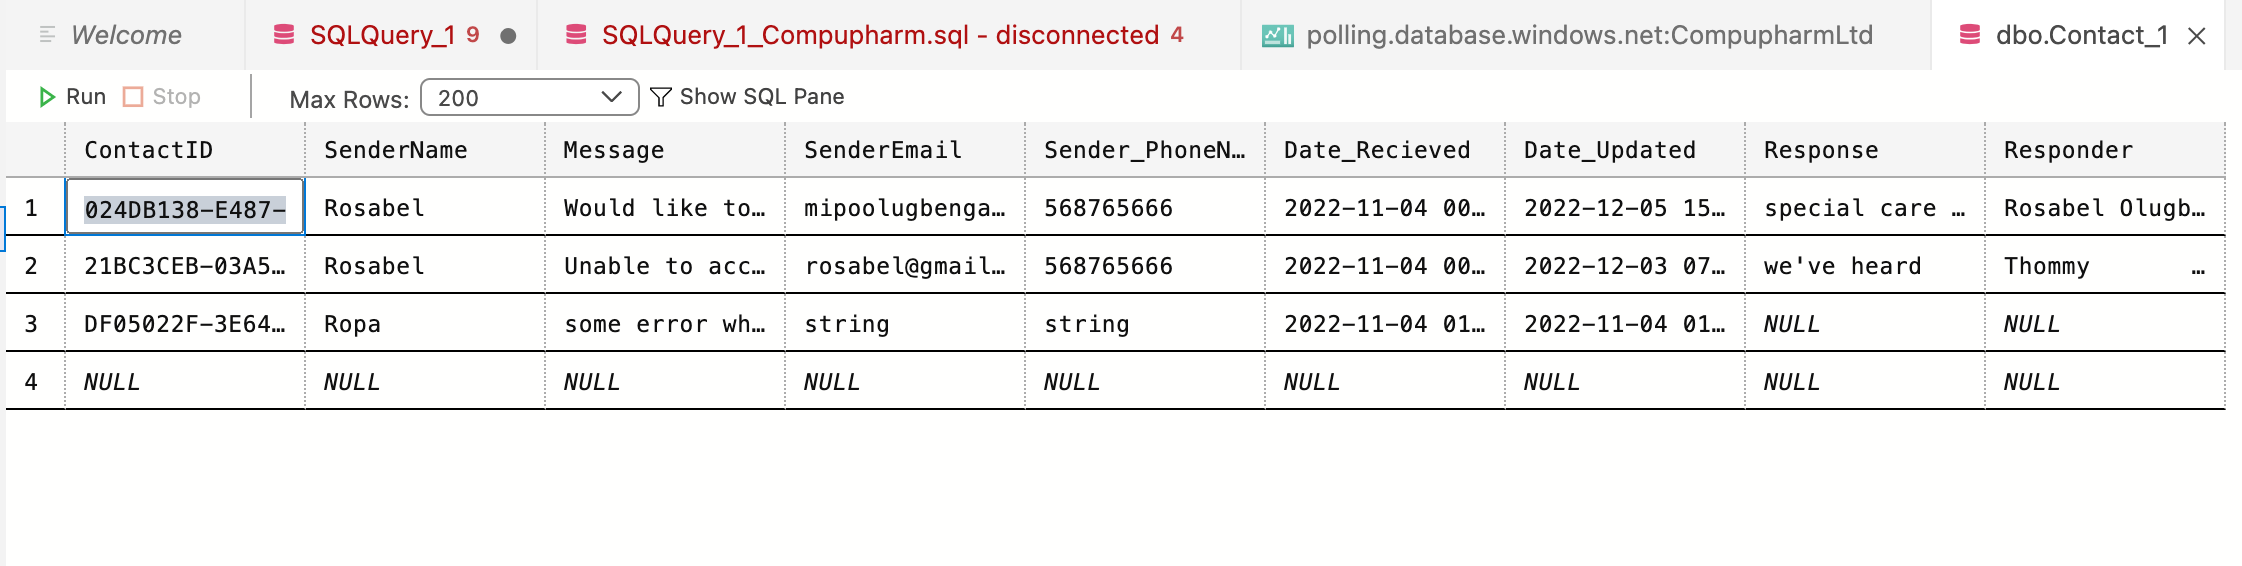 Welcome SQLQuery_1 9 SQLQuery_1_Compupharm.sql - disconnected 4 polling.database.windows.net:CompupharmLtd dbo.Contact_1
Run Stop Max Rows: 200 Show SQL Pane
ContactID SenderName Message SenderEmail Sender_PhoneN… Date_Recieved Date_Updated Response Responder
1 024DB138-E487- Rosabel Would like to… mipoolugbenga… 568765666 2022-11-04 00… 2022-12-05 15… special care … Rosabel Olugb…
2 21BC3CEB-03A5… Rosabel Unable to acc… rosabel@gmail… 568765666 2022-11-04 00… 2022-12-03 07… we've heard Thommy …
3 DF05022F-3E64… Ropa some error wh… string string 2022-11-04 01… 2022-11-04 01… NULL NULL
4 NULL NULL NULL NULL NULL NULL NULL NULL NULL